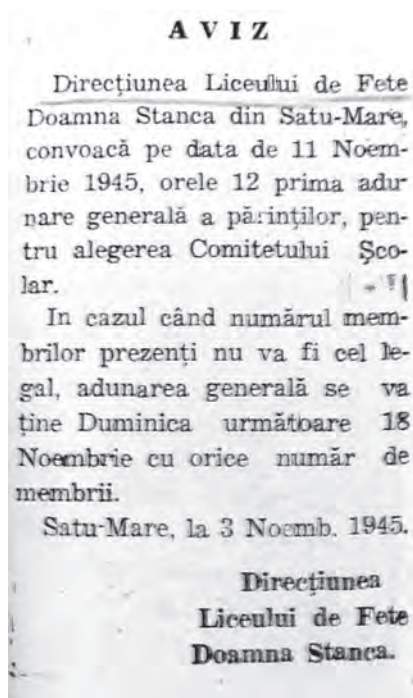 AVIZ
Direcțiunea Liceului de Fete
Doamna Stanca din Satu-Mare,
convoacă pe data de 11 Noem-
brie 1945, orele 12 prima adu-
nare generală a părinților, pen-
tru alegerea Comitetului Șco-
lar.
In cazul când numărul mem-
brilor prezenți nu va fi cel le-
gal, adunarea generală se va
ține Duminica următoare 18
Noembrie cu orice număr de
membrii.
Satu-Mare, la 3 Noemb. 1945.
Direcțiunea
Liceului de Fete
Doamna Stanca.